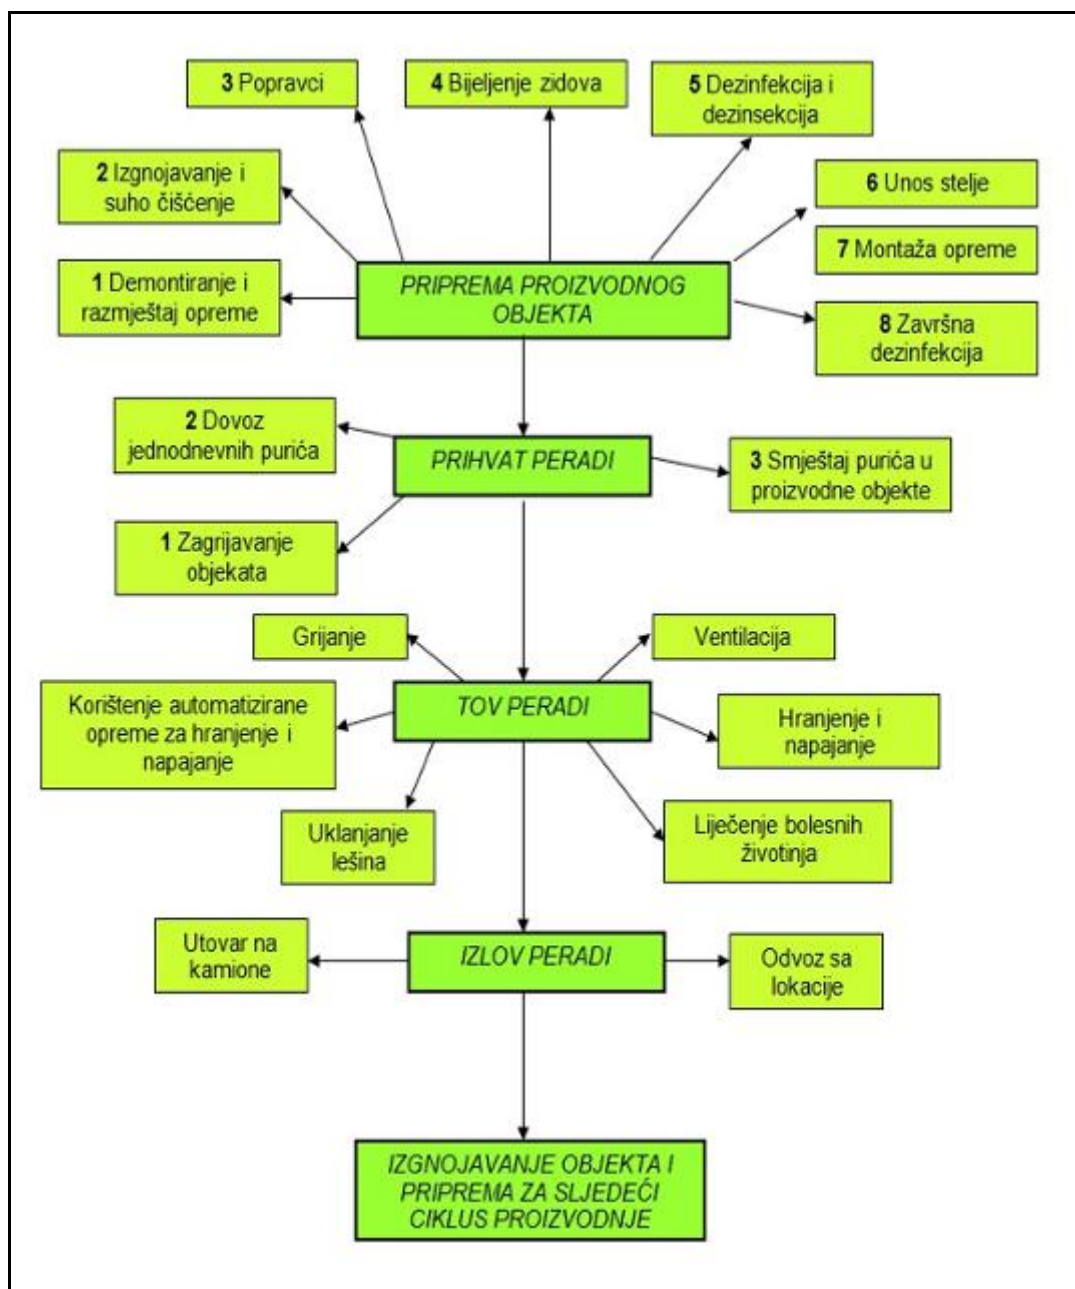 3 Popravci
4 Bijeljenje zidova
5 Dezinfekcija i
dezinsekcija
2 Izgnojavanje i
suho čišćenje
6 Unos stelje
7 Montaža opreme
1 Demontiranje i
razmještaj opreme
PRIPREMA PROIZVODNOG
OBJEKTA
8 Završna
dezinfekcija
2 Dovoz
jednodnevnih purića
PRIHVAT PERADI
3 Smještaj purića u
proizvodne objekte
1 Zagrijavanje
objekata
Grijanje
Ventilacija
Korištenje automatizirane
opreme za hranjenje i
napajanje
TOV PERADI
Hranjenje i
napajanje
Uklanjanje
lešina
Liječenje bolesnih
životinja
Utovar na
kamione
IZLOV PERADI
Odvoz sa
lokacije
IZGNOJAVANJE OBJEKTA I
PRIPREMA ZA SLJEDEĆI
CIKLUS PROIZVODNJE